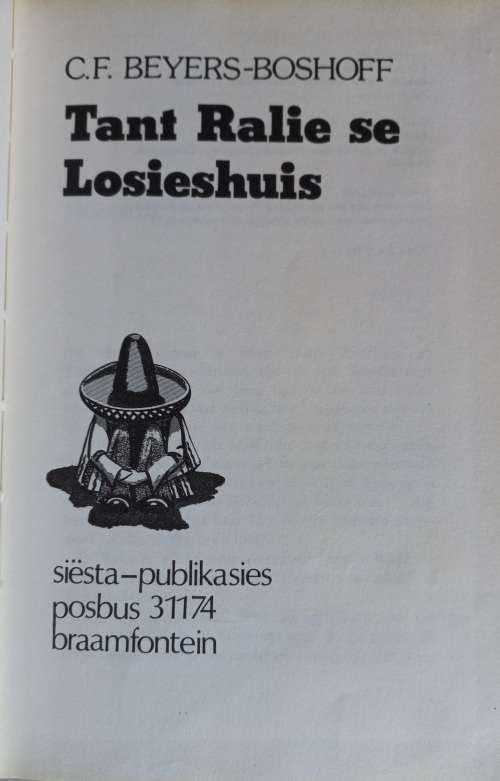 C.F. BEYERS-BOSHOFF
Tant Ralie se
Losieshuis
siësta–publikasies
posbus 31174
braamfontein